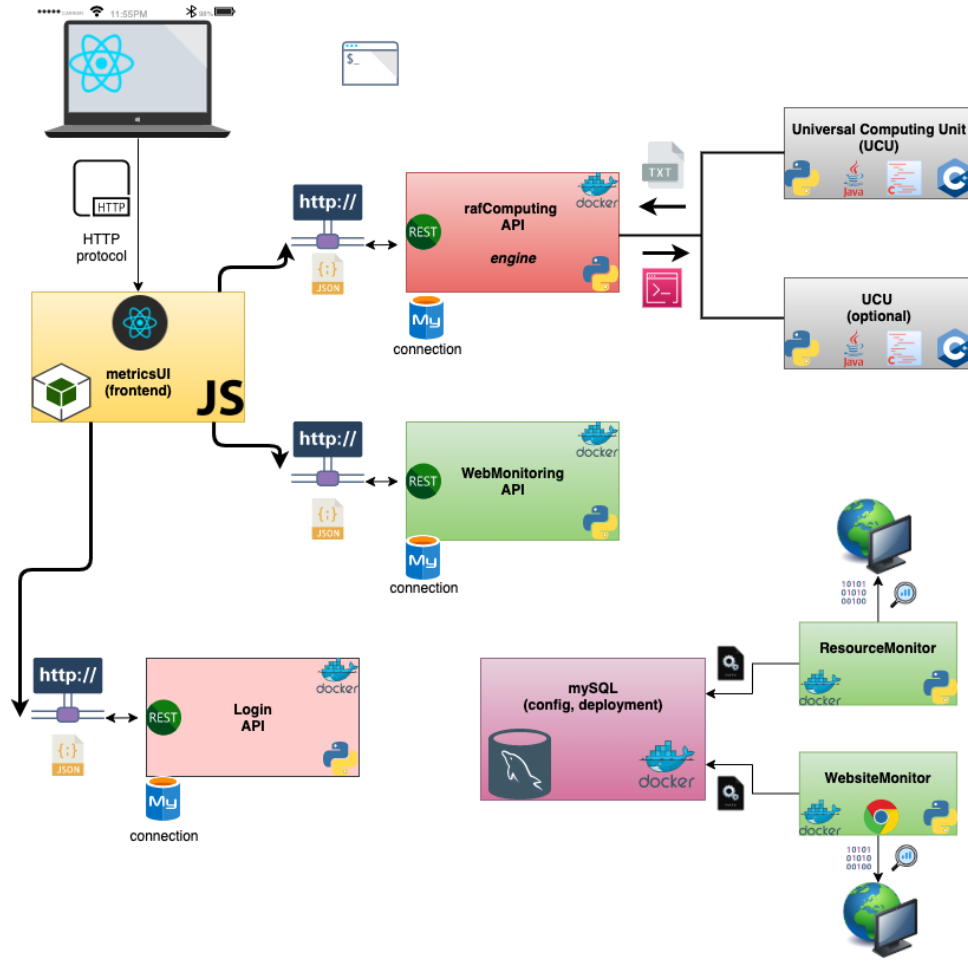 11:55PM
98%
$_
HTTP
HTTP
protocol
metricsUI
(frontend)
JS
http://
{;}
JSON
REST
rafComputing
API
engine
docker
My
connection
TXT
Universal Computing Unit
(UCU)
Java
C
C
UCU
(optional)
Java
C
C
http://
{;}
JSON
REST
WebMonitoring
API
docker
My
connection
http://
{;}
JSON
REST
Login
API
docker
My
connection
mySQL
(config, deployment)
docker
10101
01010
00100
ResourceMonitor
docker
WebsiteMonitor
docker
10101
01010
00100